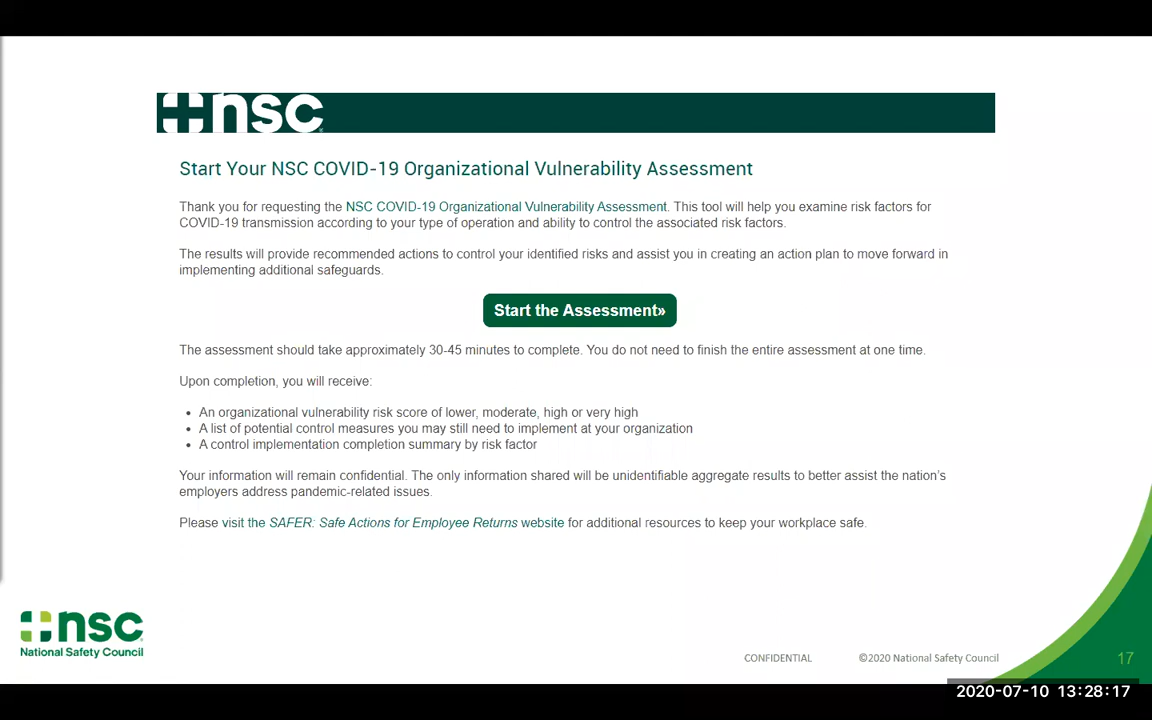 nsc
Start Your NSC COVID-19 Organizational Vulnerability Assessment
Thank you for requesting the NSC COVID-19 Organizational Vulnerability Assessment. This tool will help you examine risk factors for
COVID-19 transmission according to your type of operation and ability to control the associated risk factors.
The results will provide recommended actions to control your identified risks and assist you in creating an action plan to move forward in
implementing additional safeguards.
Start the Assessment»
The assessment should take approximately 30-45 minutes to complete. You do not need to finish the entire assessment at one time.
Upon completion, you will receive:
• An organizational vulnerability risk score of lower, moderate, high or very high
• A list of potential control measures you may still need to implement at your organization
• A control implementation completion summary by risk factor
Your information will remain confidential. The only information shared will be unidentifiable aggregate results to better assist the nation's
employers address pandemic-related issues.
Please visit the SAFER: Safe Actions for Employee Returns website for additional resources to keep your workplace safe.
nsc
National Safety Council
CONFIDENTIAL ©2020 National Safety Council 17
2020-07-10 13:28:17